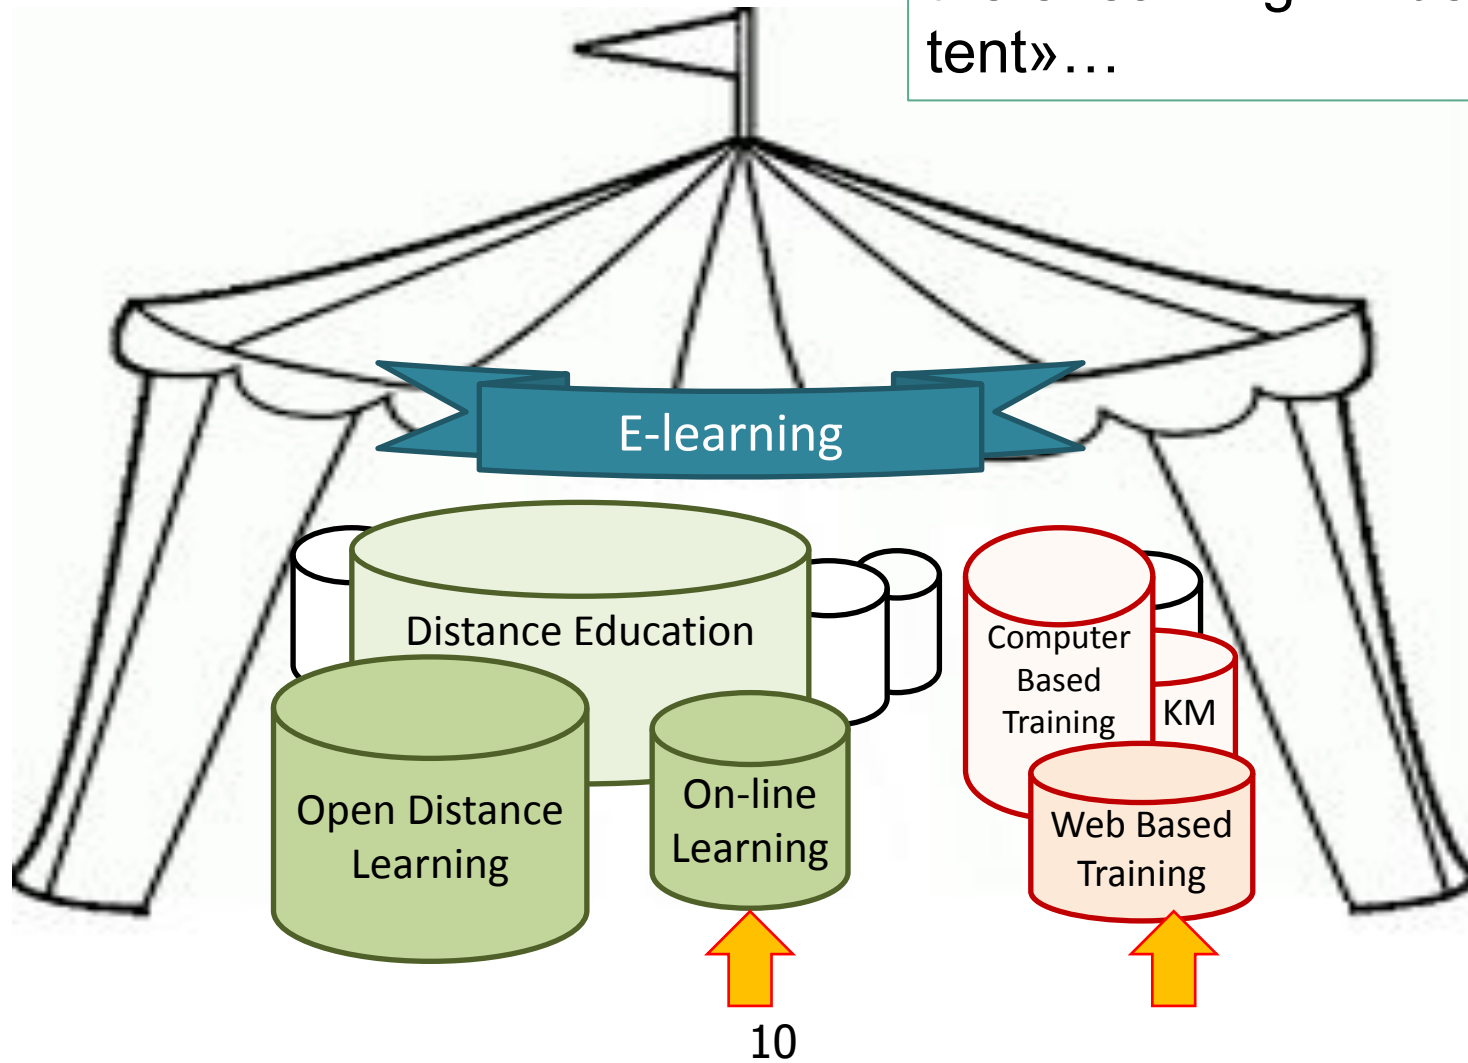 tent»…
E-learning
Distance Education
Computer
Based
Training
KM
Open Distance
Learning
On-line
Learning
Web Based
Training
10